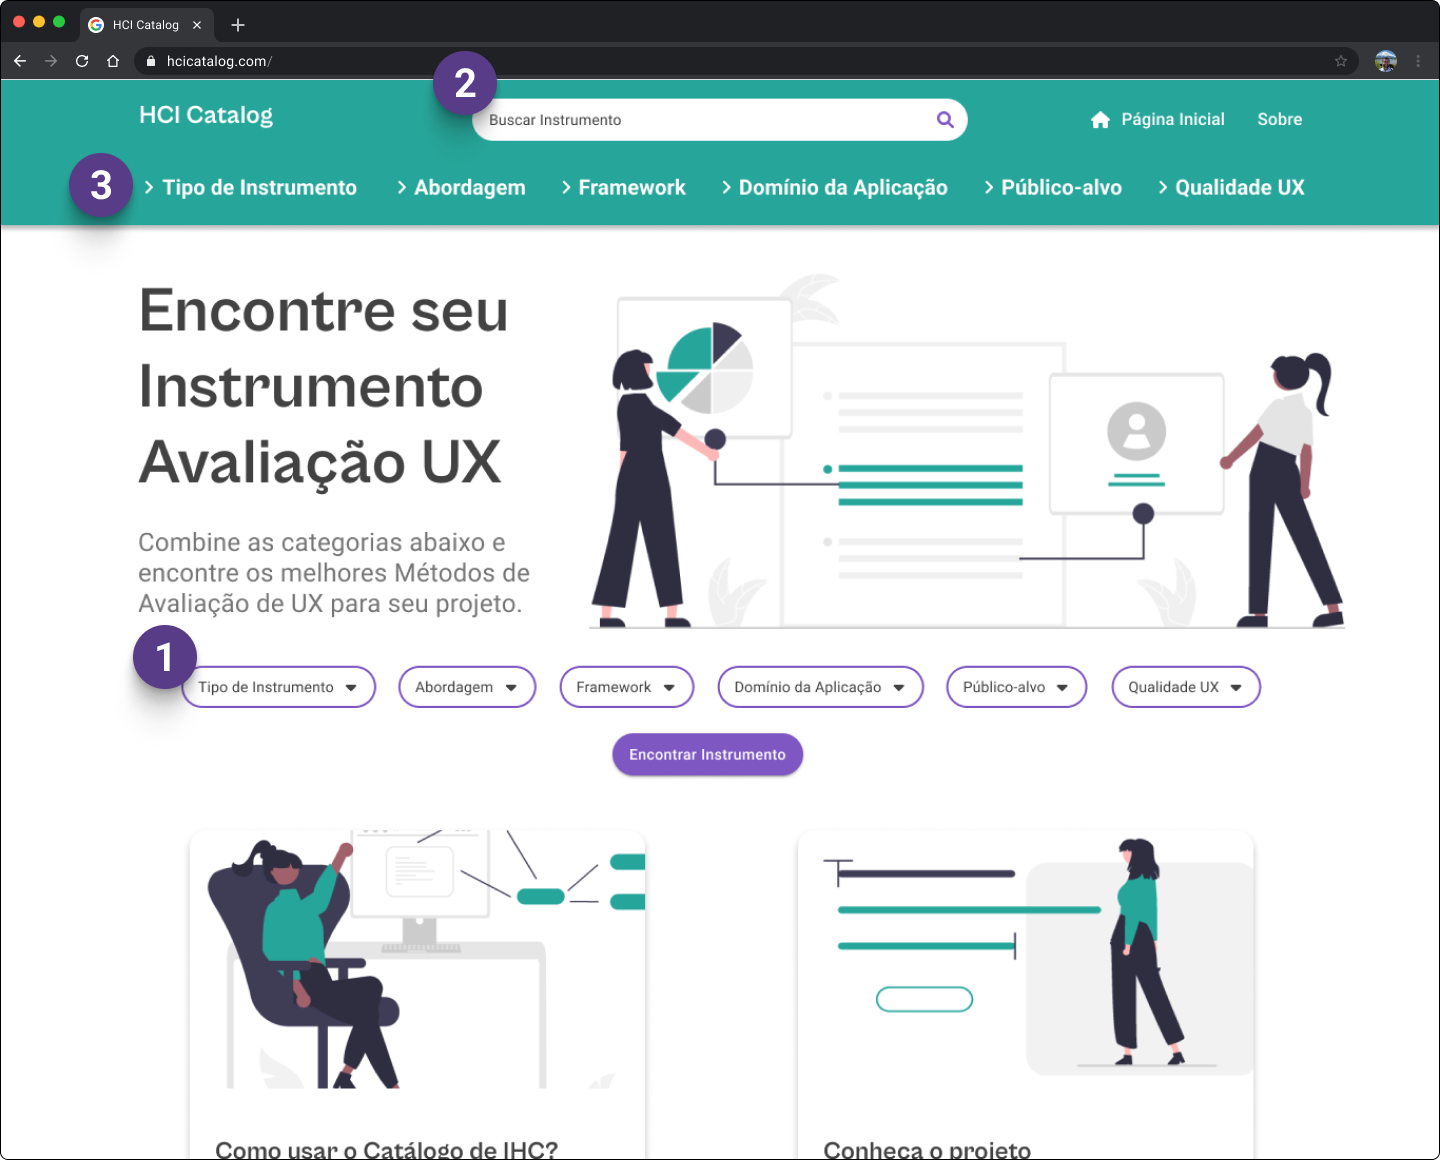 HCI Catalog
hcicatalog.com/
2
HCI Catalog
Buscar Instrumento
Página Inicial
Sobre
3
Tipo de Instrumento
Abordagem
Framework
Domínio da Aplicação
Público-alvo
Qualidade UX
Encontre seu
Instrumento
Avaliação UX
Combine as categorias abaixo e
encontre os melhores Métodos de
Avaliação de UX para seu projeto.
1
Tipo de Instrumento
Abordagem
Framework
Domínio da Aplicação
Público-alvo
Qualidade UX
Encontrar Instrumento
Como usar o Catálogo de IHC?
Conheça o projeto